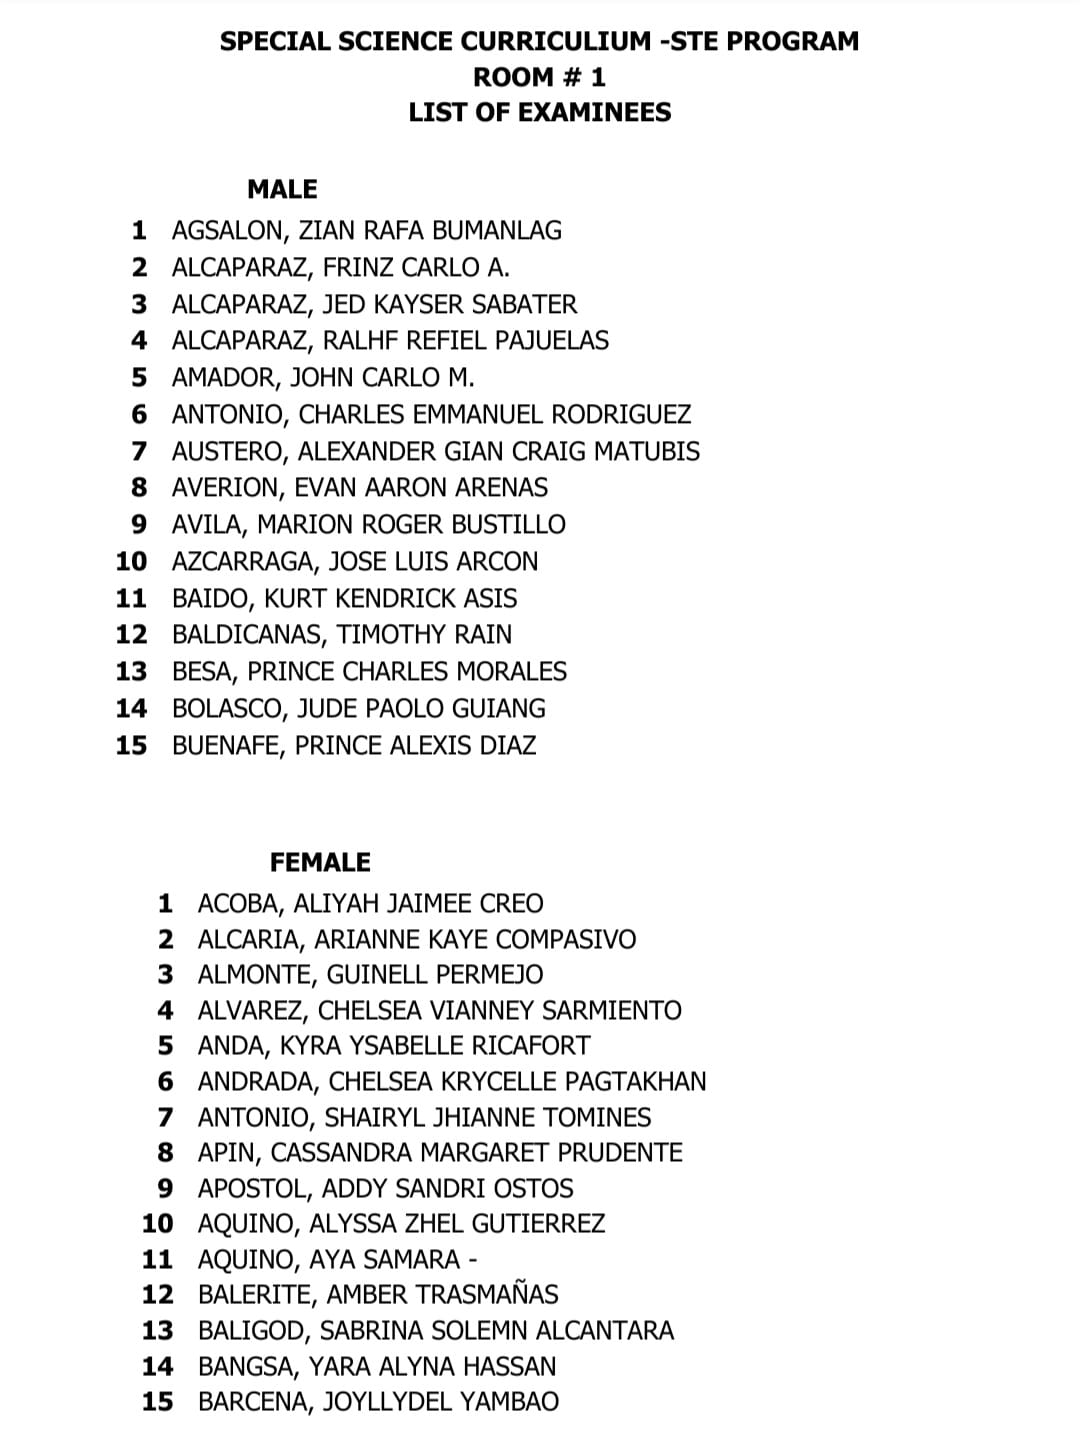 SPECIAL SCIENCE CURRICULIUM -STE PROGRAM
ROOM # 1
LIST OF EXAMINEES
MALE
1 AGSALON, ZIAN RAFA BUMANLAG
2 ALCAPARAZ, FRINZ CARLO A.
3 ALCAPARAZ, JED KAYSER SABATER
4 ALCAPARAZ, RALHF REFIEL PAJUELAS
5 AMADOR, JOHN CARLO M.
6 ANTONIO, CHARLES EMMANUEL RODRIGUEZ
7 AUSTERO, ALEXANDER GIAN CRAIG MATUBIS
8 AVERION, EVAN AARON ARENAS
9 AVILA, MARION ROGER BUSTILLO
10 AZCARRAGA, JOSE LUIS ARCON
11 BAIDO, KURT KENDRICK ASIS
12 BALDICANAS, TIMOTHY RAIN
13 BESA, PRINCE CHARLES MORALES
14 BOLASCO, JUDE PAOLO GUIANG
15 BUENAFE, PRINCE ALEXIS DIAZ
FEMALE
1 ACOBA, ALIYAH JAIMEE CREO
2 ALCARIA, ARIANNE KAYE COMPASIVO
3 ALMONTE, GUINELL PERMEJO
4 ALVAREZ, CHELSEA VIANNEY SARMIENTO
5 ANDA, KYRA YSABELLE RICAFORT
6 ANDRADA, CHELSEA KRYCELLE PAGTAKHAN
7 ANTONIO, SHAIRYL JHIANNE TOMINES
8 APIN, CASSANDRA MARGARET PRUDENTE
9 APOSTOL, ADDY SANDRI OSTOS
10 AQUINO, ALYSSA ZHEL GUTIERREZ
11 AQUINO, AYA SAMARA -
12 BALERITE, AMBER TRASMAÑAS
13 BALIGOD, SABRINA SOLEMN ALCANTARA
14 BANGSA, YARA ALYNA HASSAN
15 BARCENA, JOYLLYDEL YAMBAO